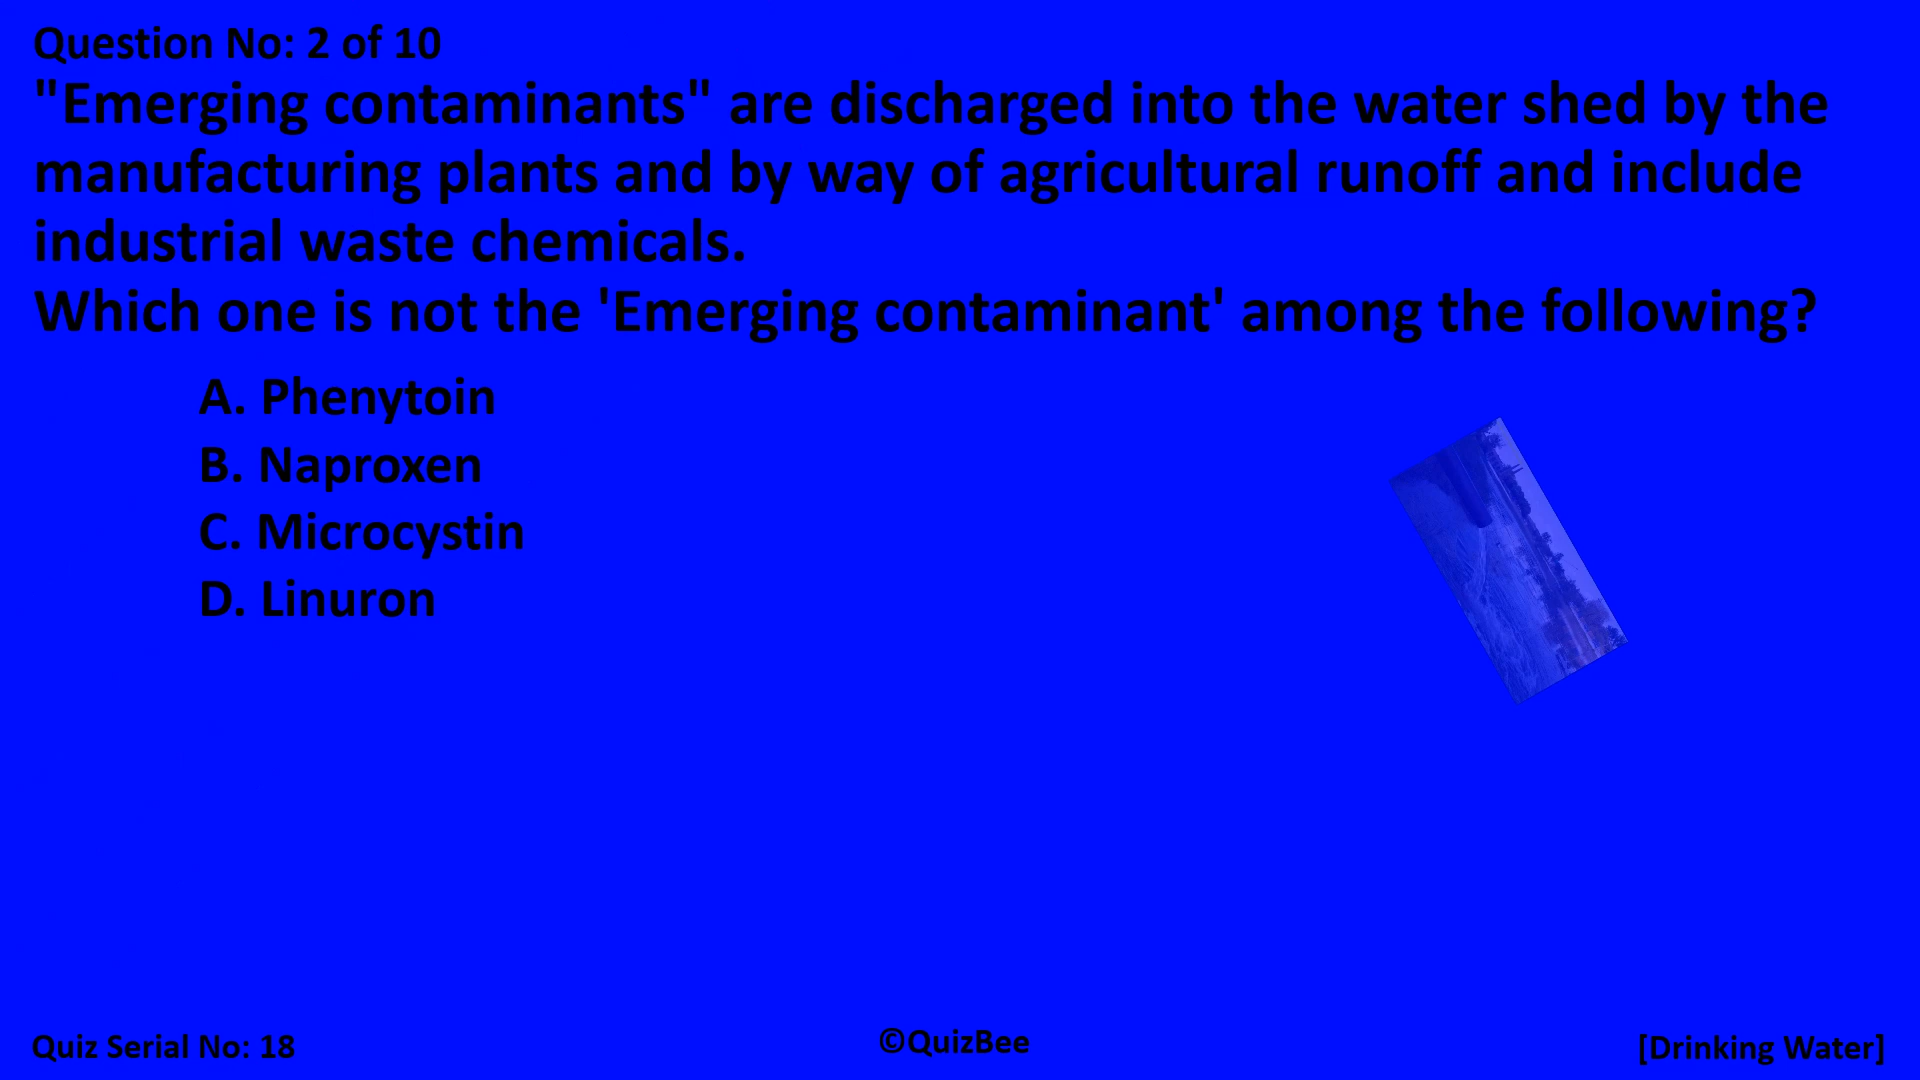 Question No: 2 of 10
"Emerging contaminants" are discharged into the water shed by the
manufacturing plants and by way of agricultural runoff and include
industrial waste chemicals.
Which one is not the 'Emerging contaminant' among the following?
A. Phenytoin
B. Naproxen
C. Microcystin
D. Linuron
Quiz Serial No: 18
©QuizBee
[Drinking Water]